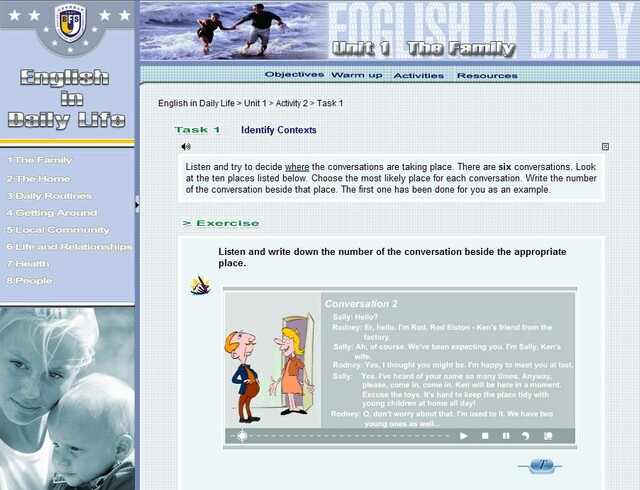 BFS
English
in
Daily Life
ENGLISH IN DAILY
Unit 1 The Family
Objectives Warm up Activities Resources
English in Daily Life > Unit 1 > Activity 2 > Task 1
Task 1 Identify Contexts
Listen and try to decide where the conversations are taking place. There are six conversations. Look
at the ten places listed below. Choose the most likely place for each conversation. Write the number
of the conversation beside that place. The first one has been done for you as an example.
1 The Family
2 The Home
3 Daily Routines
4 Getting Around
5 Local Community
6 Life and Relationships
7 Health
8 People
> Exercise
Listen and write down the number of the conversation beside the appropriate
place.
Conversation 2
Sally: Hello?
Rodney: Er, hello. I'm Rod, Rod Elston - Ken's friend from the
factory.
Sally: Ah, of course. We've been expecting you. I'm Sally, Ken's
wife.
Rodney: Yes, I thought you might be. I'm happy to meet you at last.
Sally: Yes. I've heard of your name so many times. Anyway,
please, come in, come in. Ken will be here in a moment.
Excuse the toys. It's hard to keep the place tidy with
young children at home all day!
Rodney: O, don't worry about that. I'm used to it. We have two
young ones as well...